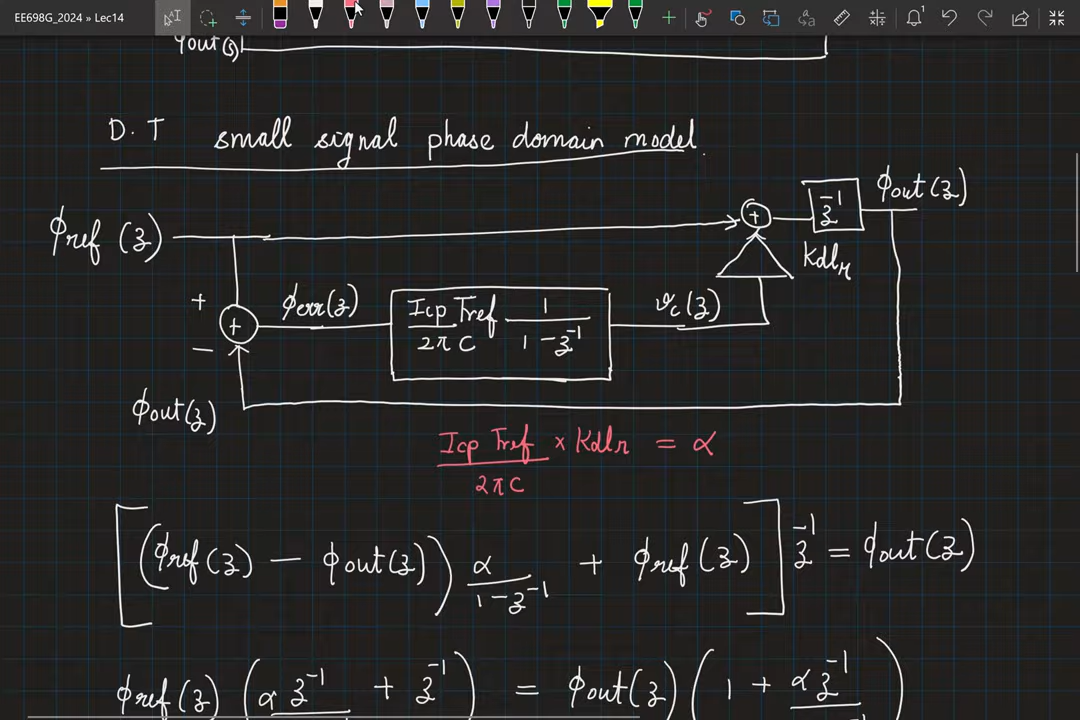 EE698G_2024 » Lec14
φout(s)
D.T small signal phase domain model.
φref (z)
+
z⁻¹
φout(z)
Kdlr
+
φerr(z)
Icp Tref / 2πC · 1 / (1 - z⁻¹)
vc(z)
+
−
φout(z)
Icp Tref / 2πC × Kdlr = α
[ (φref(z) − φout(z)) α / (1 - z⁻¹) + φref(z) ] z⁻¹ = φout(z)
φref(z) ( α z⁻¹ + z⁻¹ ) = φout(z) ( 1 + α z⁻¹ )